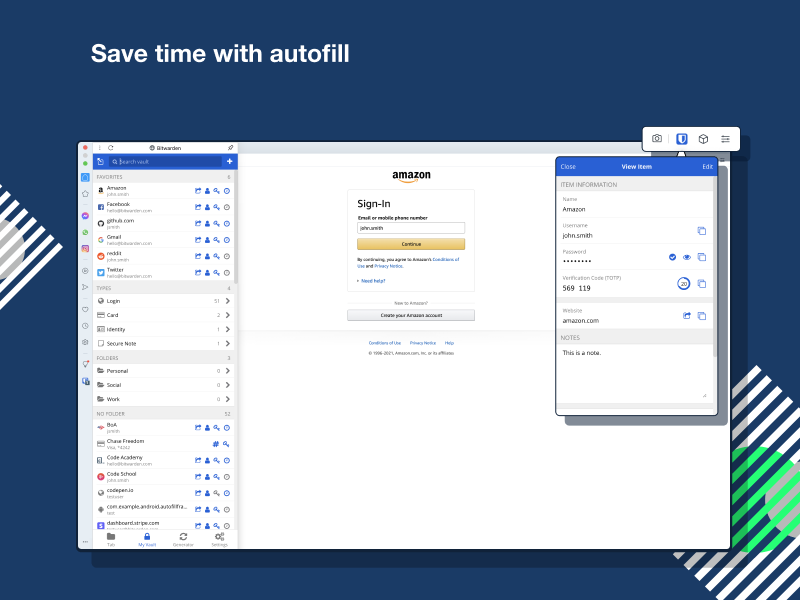 Save time with autofill
Bitwarden
Search vault
FAVORITES 6
Amazon
john.smith
Facebook
hello@bitwarden.com
github.com
jsmith
Gmail
hello@bitwarden.com
reddit
john.smith
Twitter
hello@bitwarden.com
TYPES 4
Login 51
Card 2
Identity 1
Secure Note 1
FOLDERS 3
Personal 0
Social 0
Work 0
NO FOLDER 52
BoA
jsmith
Chase Freedom
Visa, *4242
Code Academy
hello@bitwarden.com
Code School
john.smith
codepen.io
testuser
com.example.android.autofillfra...
test
dashboard.stripe.com
Tab
My Vault
Generator
Settings
amazon
Sign-In
Email or mobile phone number
john.smith
Continue
By continuing, you agree to Amazon's Conditions of
Use and Privacy Notice.
Need help?
New to Amazon?
Create your Amazon account
Conditions of Use Privacy Notice Help
© 1996-2021, Amazon.com, Inc. or its affiliates
Close View Item Edit
ITEM INFORMATION
Name
Amazon
Username
john.smith
Password
••••••••
Verification Code (TOTP)
569 119
20
Website
amazon.com
NOTES
This is a note.